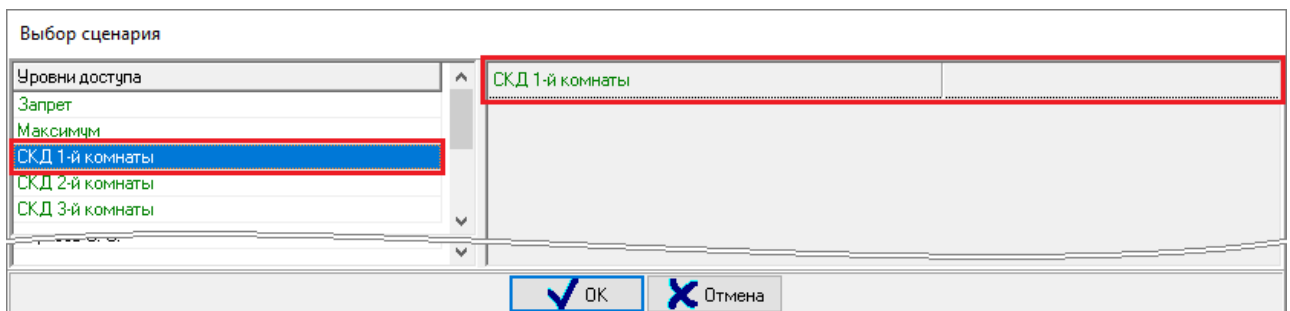 Выбор сценария
Уровни доступа
СКД 1-й комнаты
Запрет
Максимум
СКД 1-й комнаты
СКД 2-й комнаты
СКД 3-й комнаты
OK
Отмена